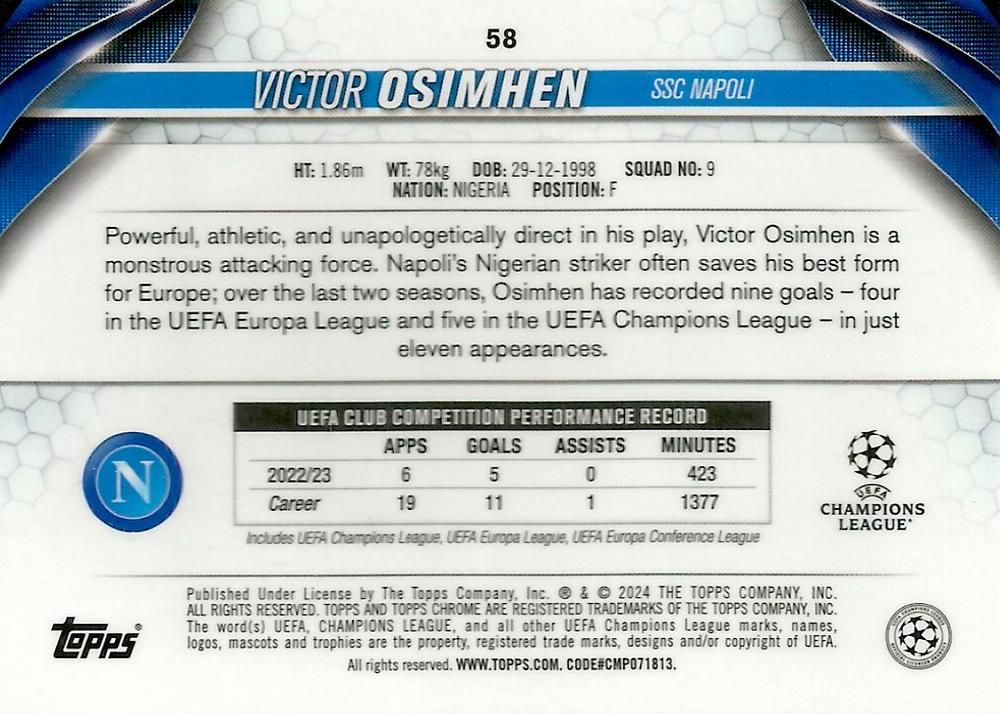 58
VICTOR OSIMHEN SSC NAPOLI
HT: 1.86m WT: 78kg DOB: 29-12-1998 SQUAD NO: 9
NATION: NIGERIA POSITION: F
Powerful, athletic, and unapologetically direct in his play, Victor Osimhen is a
monstrous attacking force. Napoli's Nigerian striker often saves his best form
for Europe; over the last two seasons, Osimhen has recorded nine goals – four
in the UEFA Europa League and five in the UEFA Champions League – in just
eleven appearances.
UEFA CLUB COMPETITION PERFORMANCE RECORD
APPS GOALS ASSISTS MINUTES
2022/23 6 5 0 423
Career 19 11 1 1377
Includes UEFA Champions League, UEFA Europa League, UEFA Europa Conference League
N
UEFA
CHAMPIONS
LEAGUE®
Published Under License by The Topps Company, Inc. ® & © 2024 THE TOPPS COMPANY, INC.
ALL RIGHTS RESERVED. TOPPS AND TOPPS CHROME ARE REGISTERED TRADEMARKS OF THE TOPPS COMPANY, INC.
The word(s) UEFA, CHAMPIONS LEAGUE, and all other UEFA Champions League marks, names,
logos, mascots and trophies are the property, registered trade marks, designs and/or copyright of UEFA.
All rights reserved. WWW.TOPPS.COM. CODE#CMP071813.
Topps®